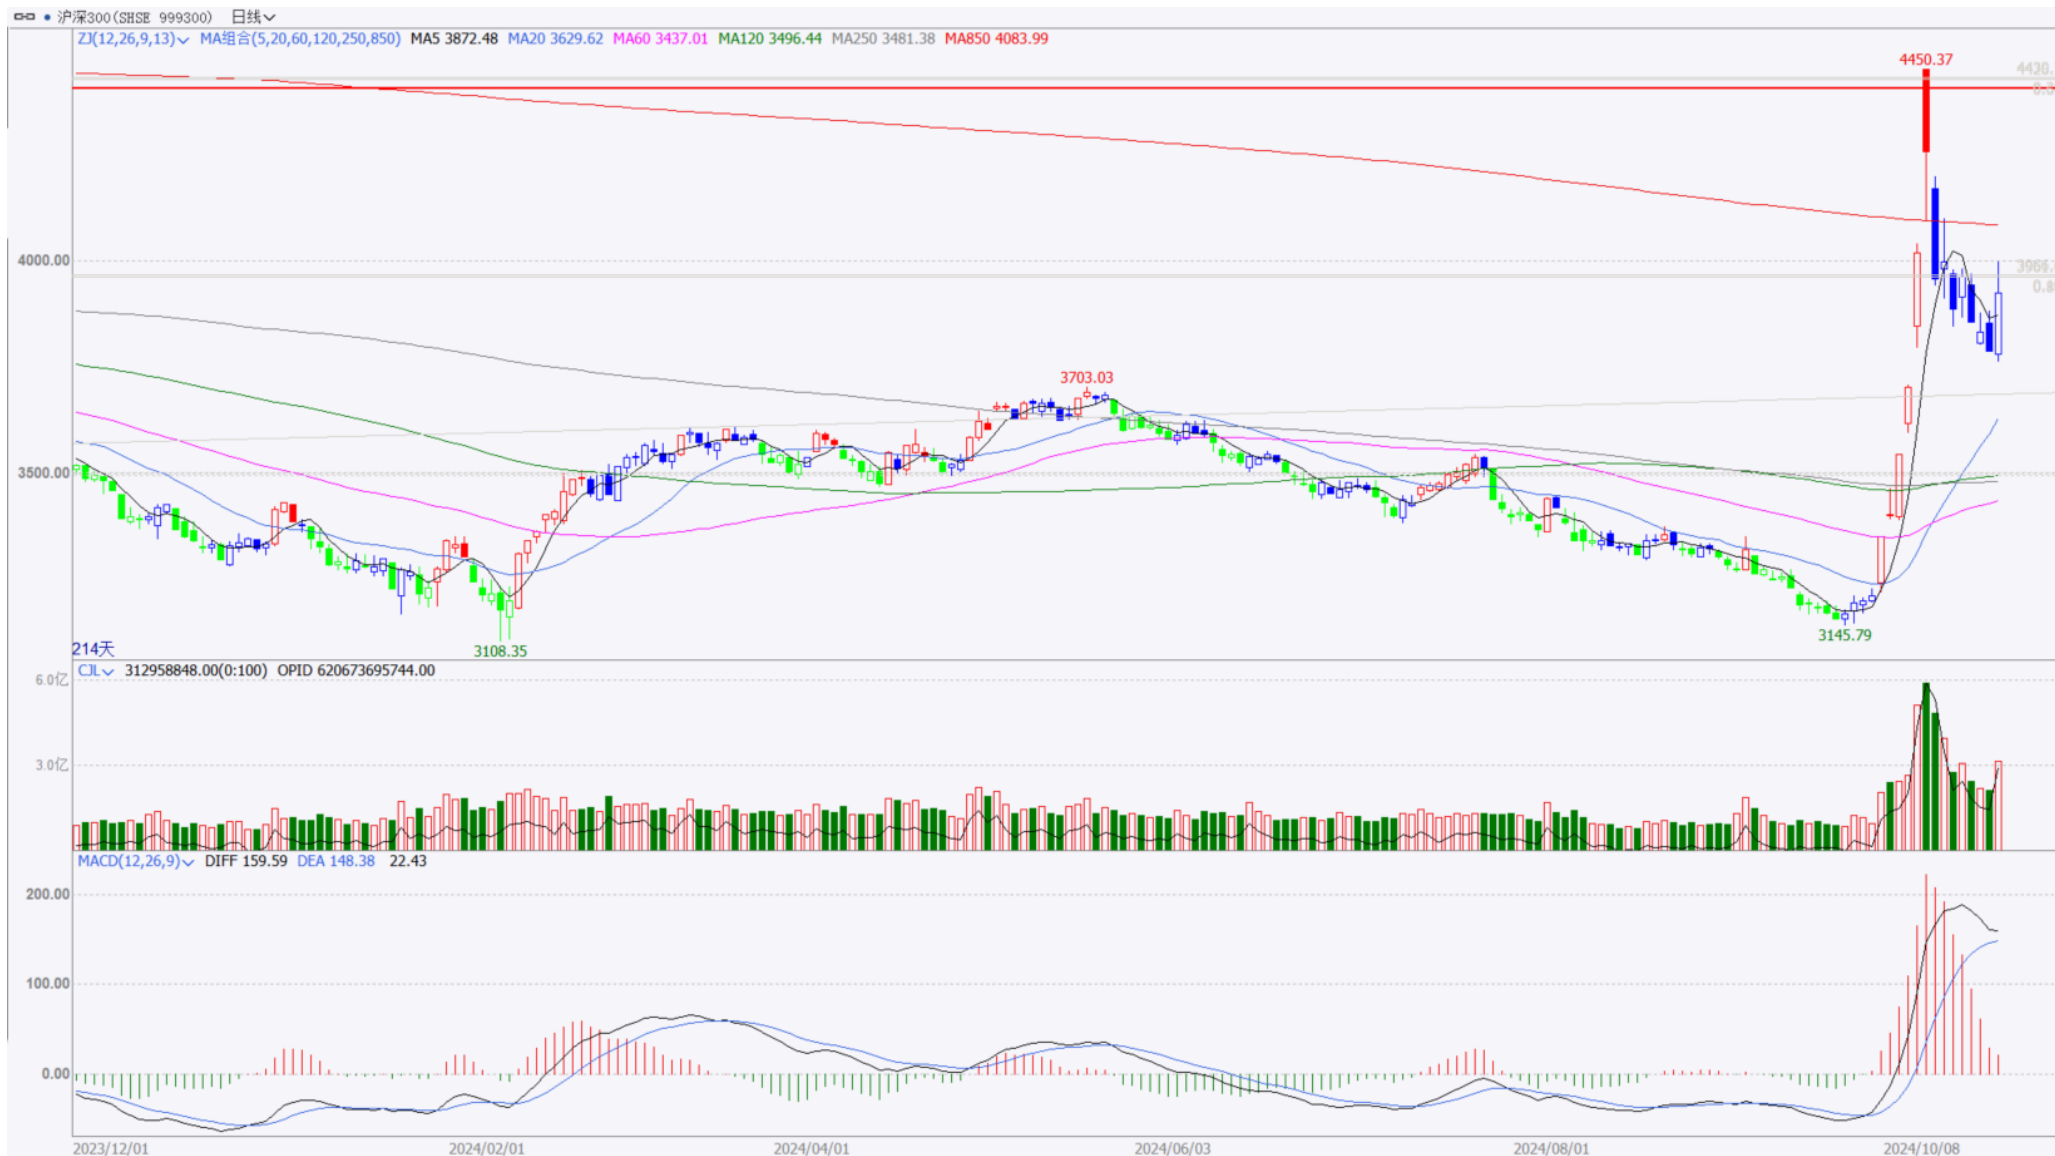 沪深300(SHSE 999300) 日线
ZJ(12,26,9,13) MA组合(5,20,60,120,250,850) MA5 3872.48 MA20 3629.62 MA60 3437.01 MA120 3496.44 MA250 3481.38 MA850 4083.99
4450.37
4000.00
3703.03
3500.00
3145.79
214天
3108.35
CJL 312958848.00(0:100) OPID 620673695744.00
6.0亿
3.0亿
MACD(12,26,9) DIFF 159.59 DEA 148.38 22.43
200.00
100.00
0.00
2023/12/01 2024/02/01 2024/04/01 2024/06/03 2024/08/01 2024/10/08